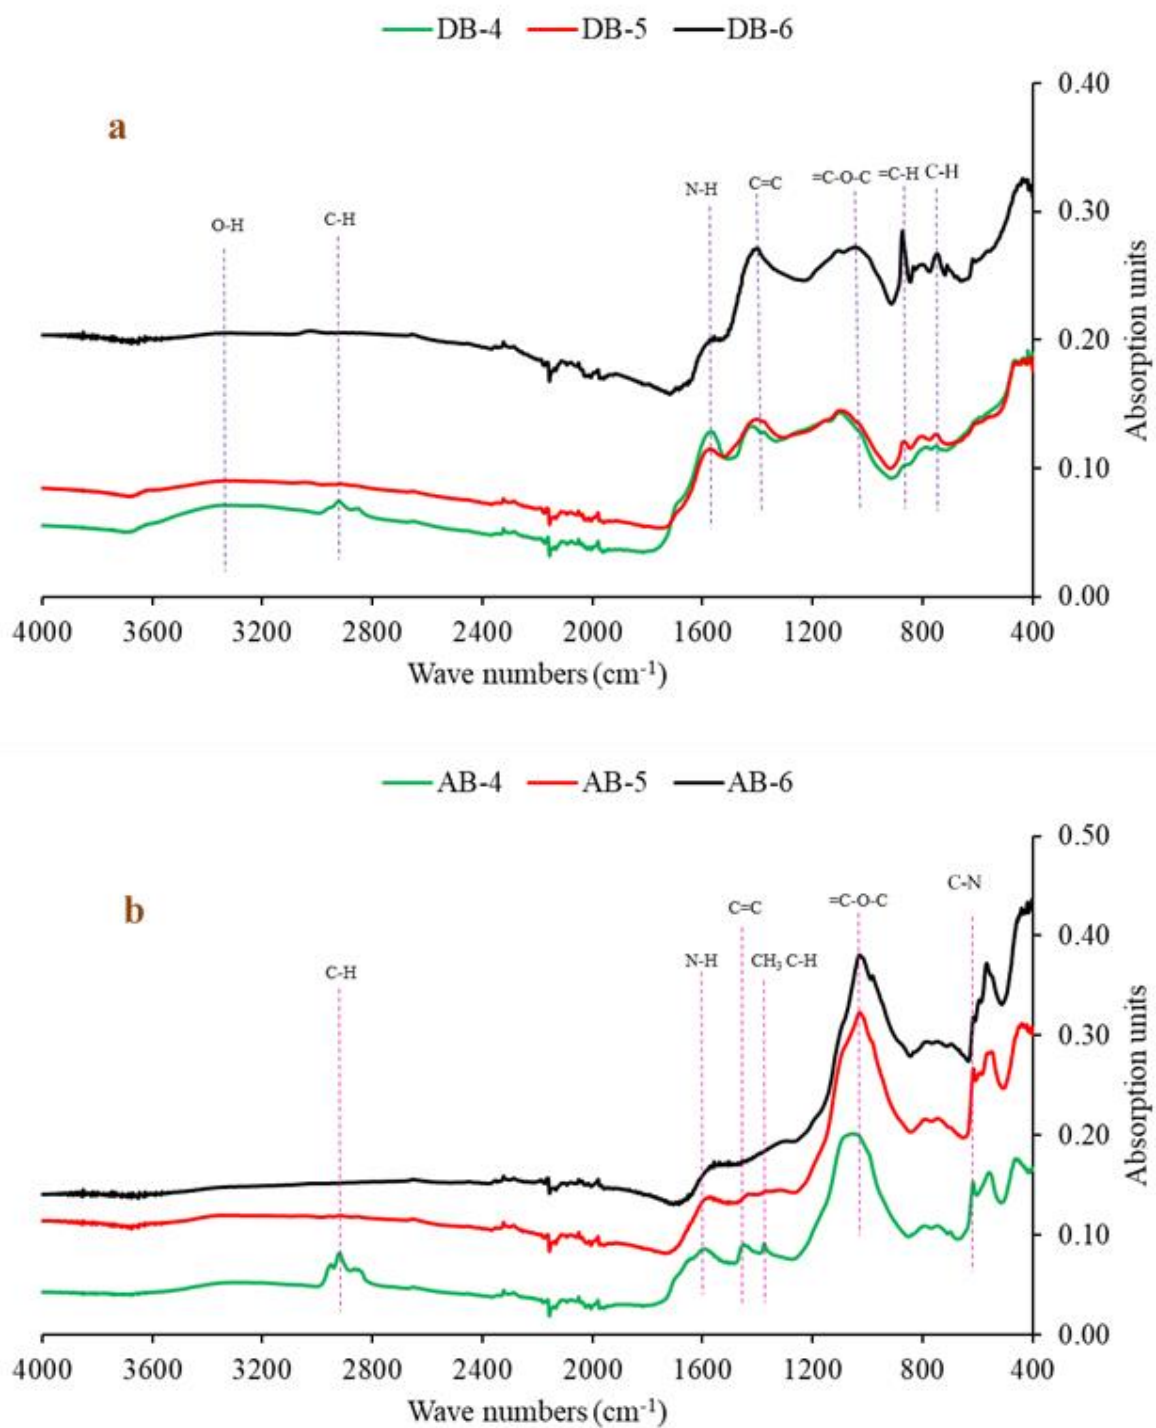 DB-4 DB-5 DB-6
0.40
a
=C-O-C =C-H C-H
N-H C=C
0.30
O-H C-H
0.20
Absorption units
0.10
0.00
4000 3600 3200 2800 2400 2000 1600 1200 800 400
Wave numbers (cm⁻¹)
AB-4 AB-5 AB-6
0.50
b
C-N
C=C =C-O-C
0.40
C-H N-H CH₃ C-H
0.30
Absorption units
0.20
0.10
0.00
4000 3600 3200 2800 2400 2000 1600 1200 800 400
Wave numbers (cm⁻¹)